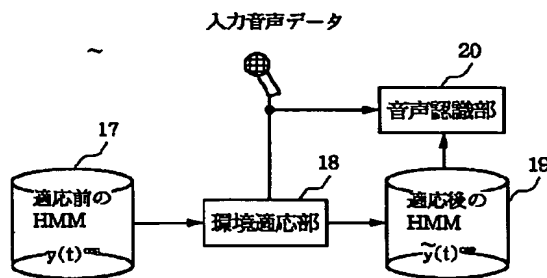 入力音声データ
~
20
音声認識部
17
18
19
適応前の
HMM
y(t)
環境適応部
適応後の
HMM
ỹ(t)